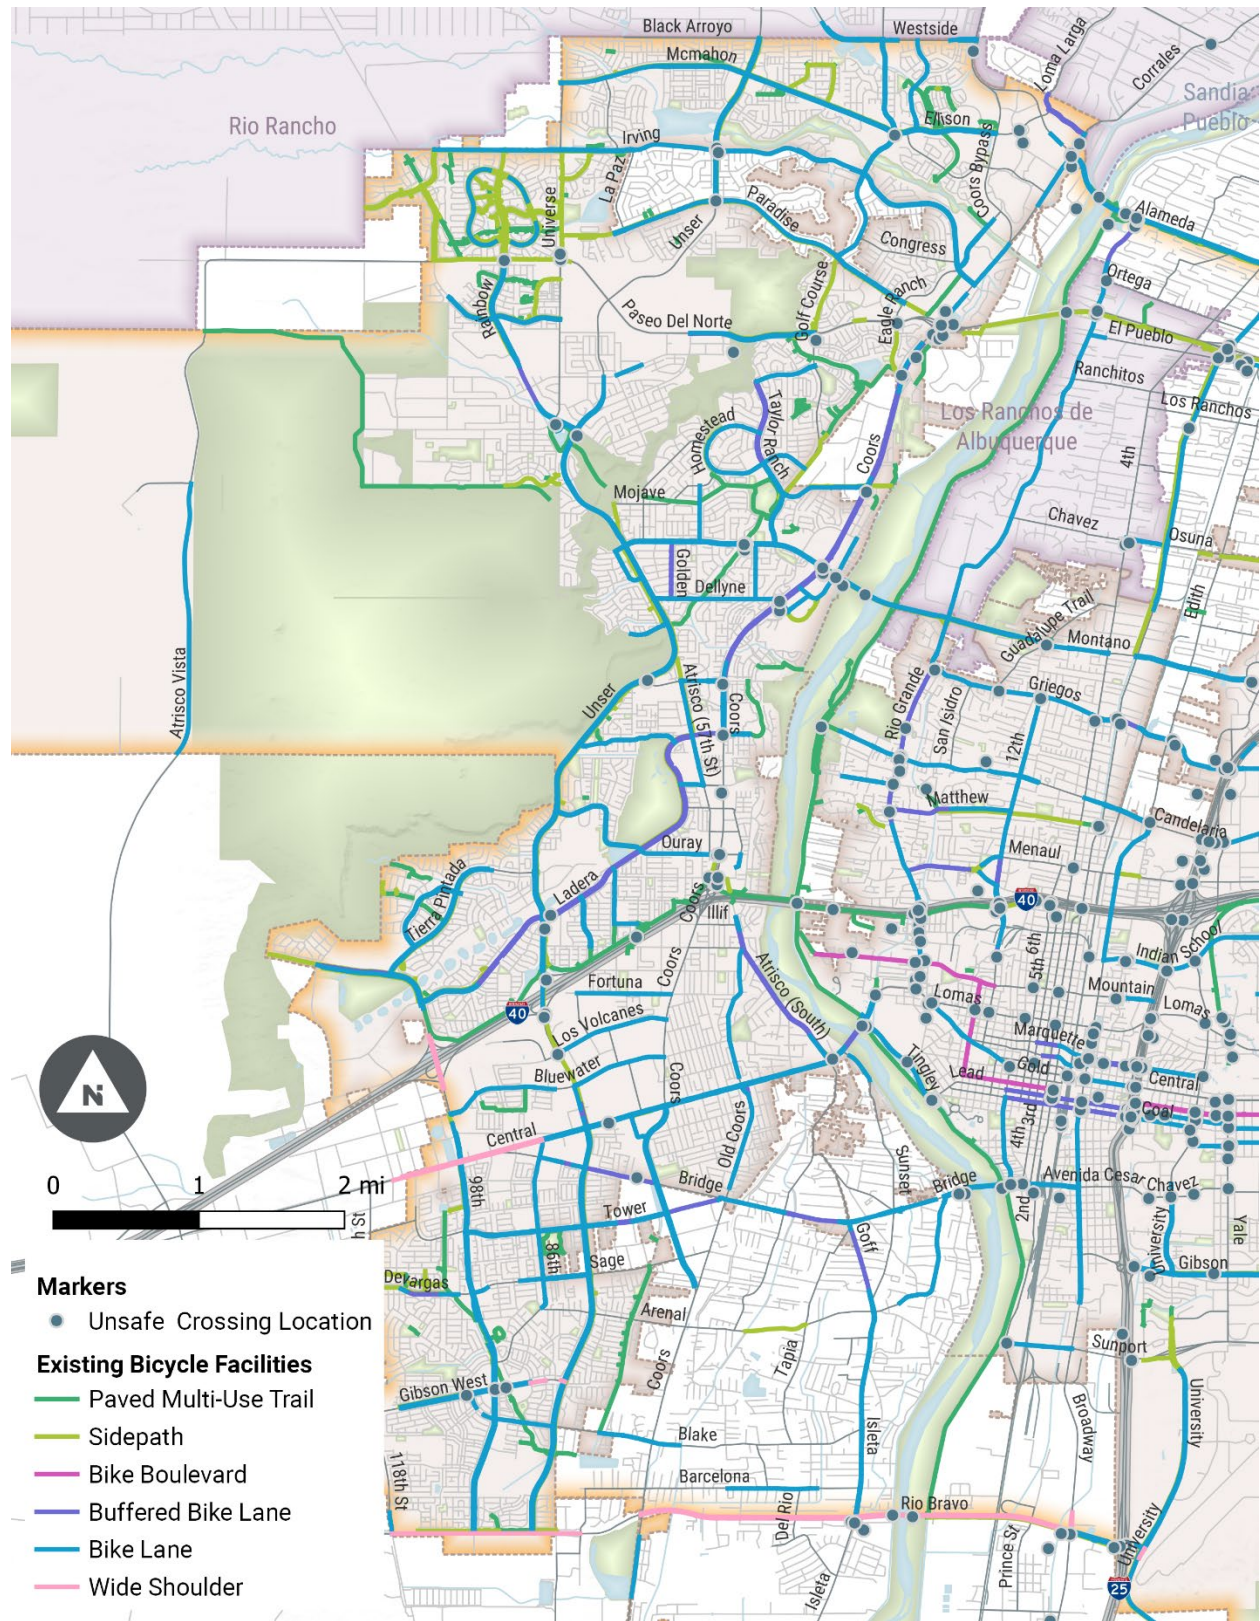 Black Arroyo
Westside
Loma Larga
Corrales
Mcmahon
Sandia
Pueblo
Rio Rancho
Ellison
Irving
La Paz
Coors Bypass
Universe
Unser
Paradise
Congress
Alameda
Ortega
Rainbow
Paseo Del Norte
Golf Course
Eagle Ranch
El Pueblo
Ranchitos
Los Ranchos
Los Ranchos de
Albuquerque
Taylor Ranch
Homestead
Coors
4th
Mojave
Chavez
Osuna
Golden
Dellyne
Edith
Guadalupe Trail
Montano
Atrisco Vista
Unser
Atrisco (57th St)
Coors
Rio Grande
San Isidro
Griegos
12th
Matthew
Candelaria
Ouray
Menaul
Tierra Pintada
Ladera
Coors
Illif
40
Indian School
6th
5th
Fortuna
Coors
Atrisco (South)
Lomas
Mountain
Lomas
40
Los Volcanes
Marquette
Bluewater
Coors
Tingley
Lead
Gold
Central
3rd
Coal
N
Central
Old Coors
4th
Sunset
98th
Bridge
Bridge
Avenida Cesar Chavez
0 1 2 mi
Tower
2nd
University
Yale
h St
86th
Sage
Goff
Gibson
Markers
Unsafe Crossing Location
Devargas
Arenal
Sunport
Existing Bicycle Facilities
Paved Multi-Use Trail
Sidepath
Bike Boulevard
Buffered Bike Lane
Bike Lane
Wide Shoulder
Coors
Tapia
Gibson West
Isleta
Broadway
University
Blake
118th St
Barcelona
Del Rio
Rio Bravo
Prince St
University
Isleta
25